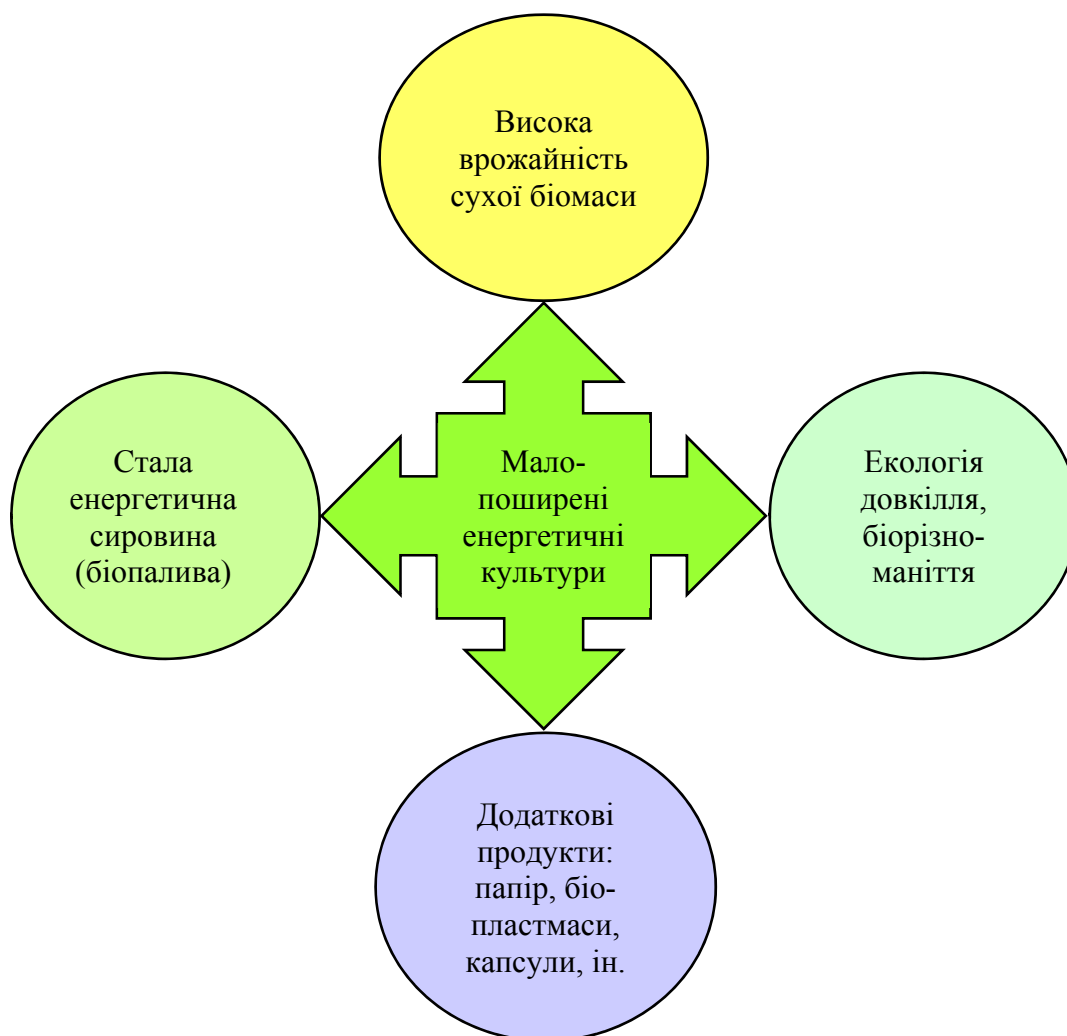 Висока
врожайність
сухої біомаси
Стала
енергетична
сировина
(біопалива)
Мало-
поширені
енергетичні
культури
Екологія
довкілля,
біорізно-
маніття
Додаткові
продукти:
папір, біо-
пластмаси,
капсули, ін.